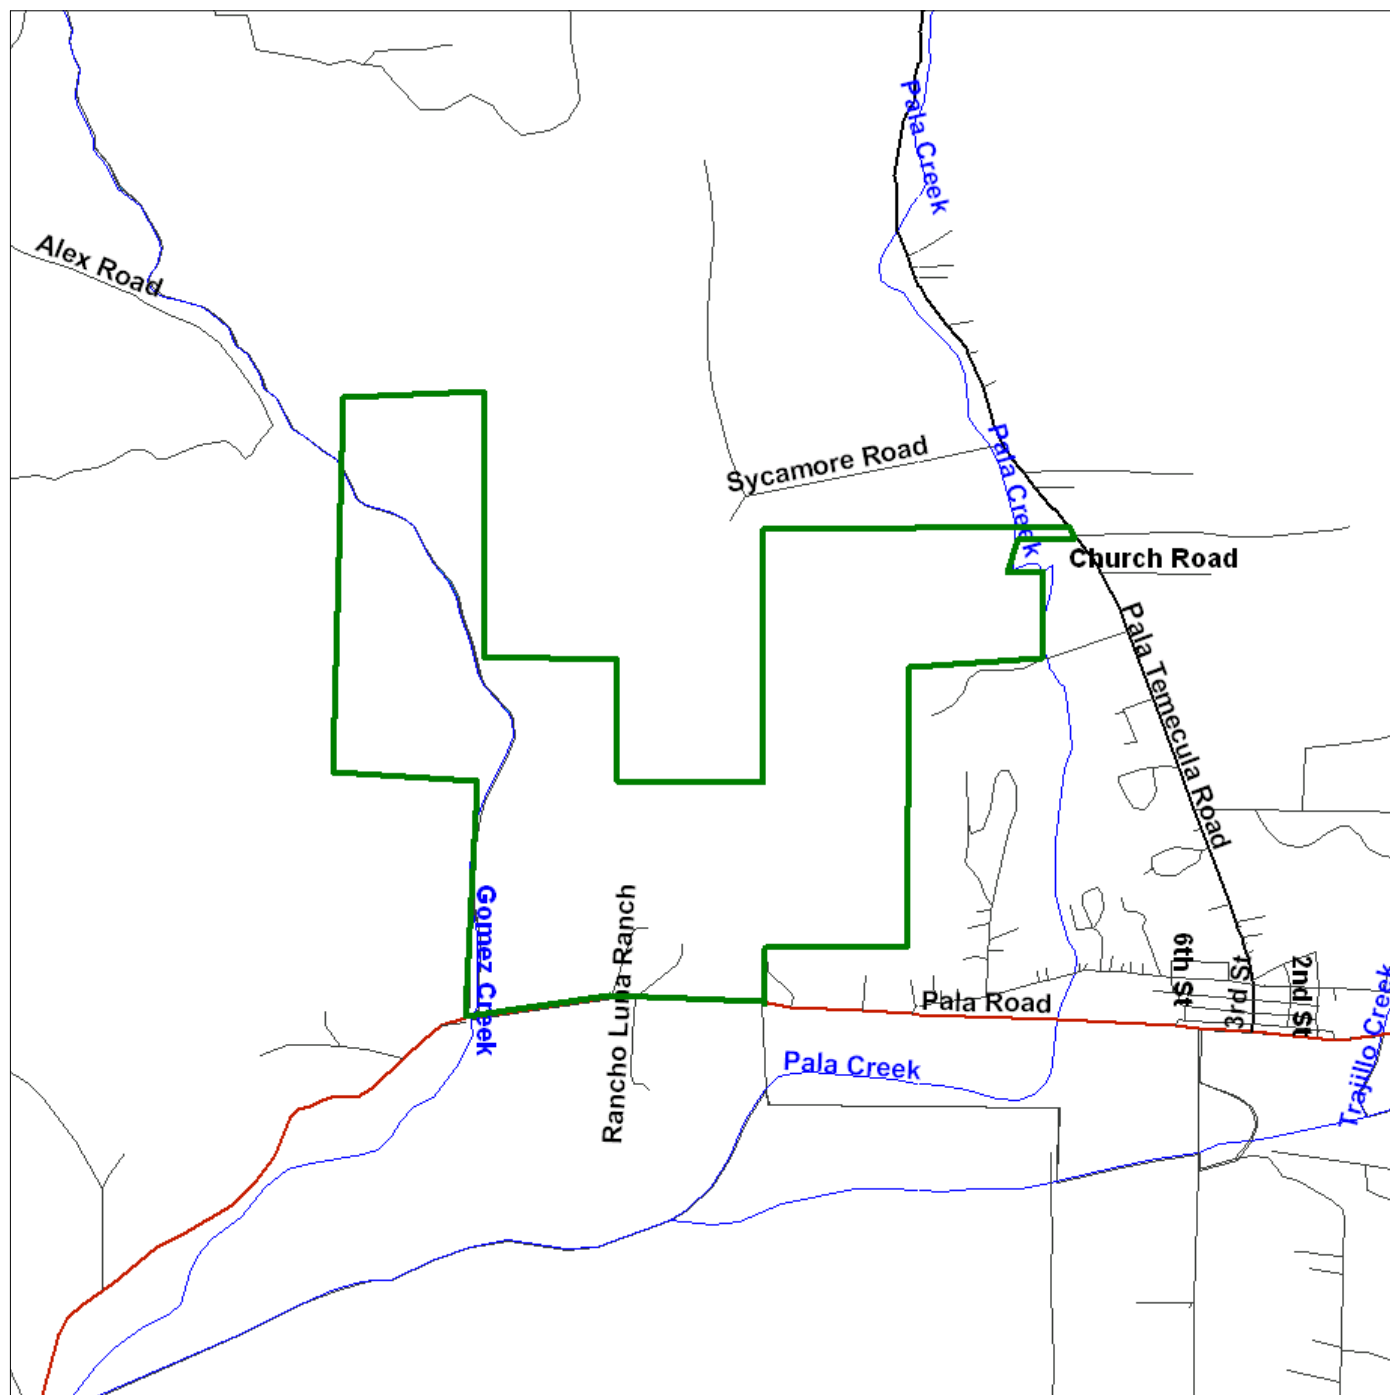 Pala Creek
Alex Road
Sycamore Road
Pala Creek
Church Road
Pala Temecula Road
Gomez Creek
Rancho Luna Ranch
6th St
3rd St
2nd St
Pala Road
Trajillo Creek
Pala Creek